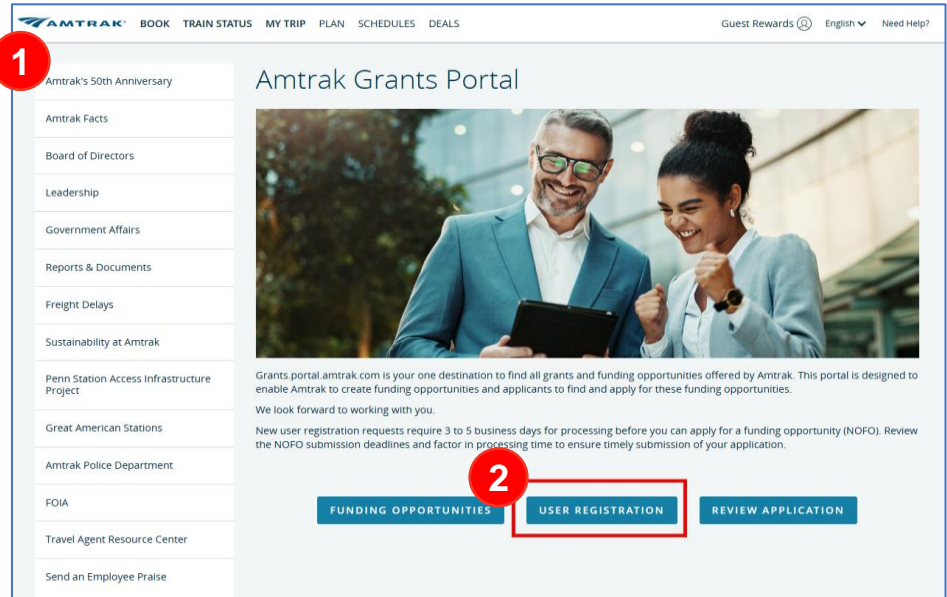 AMTRAK BOOK TRAIN STATUS MY TRIP PLAN SCHEDULES DEALS Guest Rewards English Need Help?
1
Amtrak's 50th Anniversary
Amtrak Facts
Board of Directors
Leadership
Government Affairs
Reports & Documents
Freight Delays
Sustainability at Amtrak
Penn Station Access Infrastructure
Project
Great American Stations
Amtrak Police Department
FOIA
Travel Agent Resource Center
Send an Employee Praise
Amtrak Grants Portal
Grants.portal.amtrak.com is your one destination to find all grants and funding opportunities offered by Amtrak. This portal is designed to
enable Amtrak to create funding opportunities and applicants to find and apply for these funding opportunities.
We look forward to working with you.
New user registration requests require 3 to 5 business days for processing before you can apply for a funding opportunity (NOFO). Review
the NOFO submission deadlines and factor in processing time to ensure timely submission of your application.
2
FUNDING OPPORTUNITIES USER REGISTRATION REVIEW APPLICATION